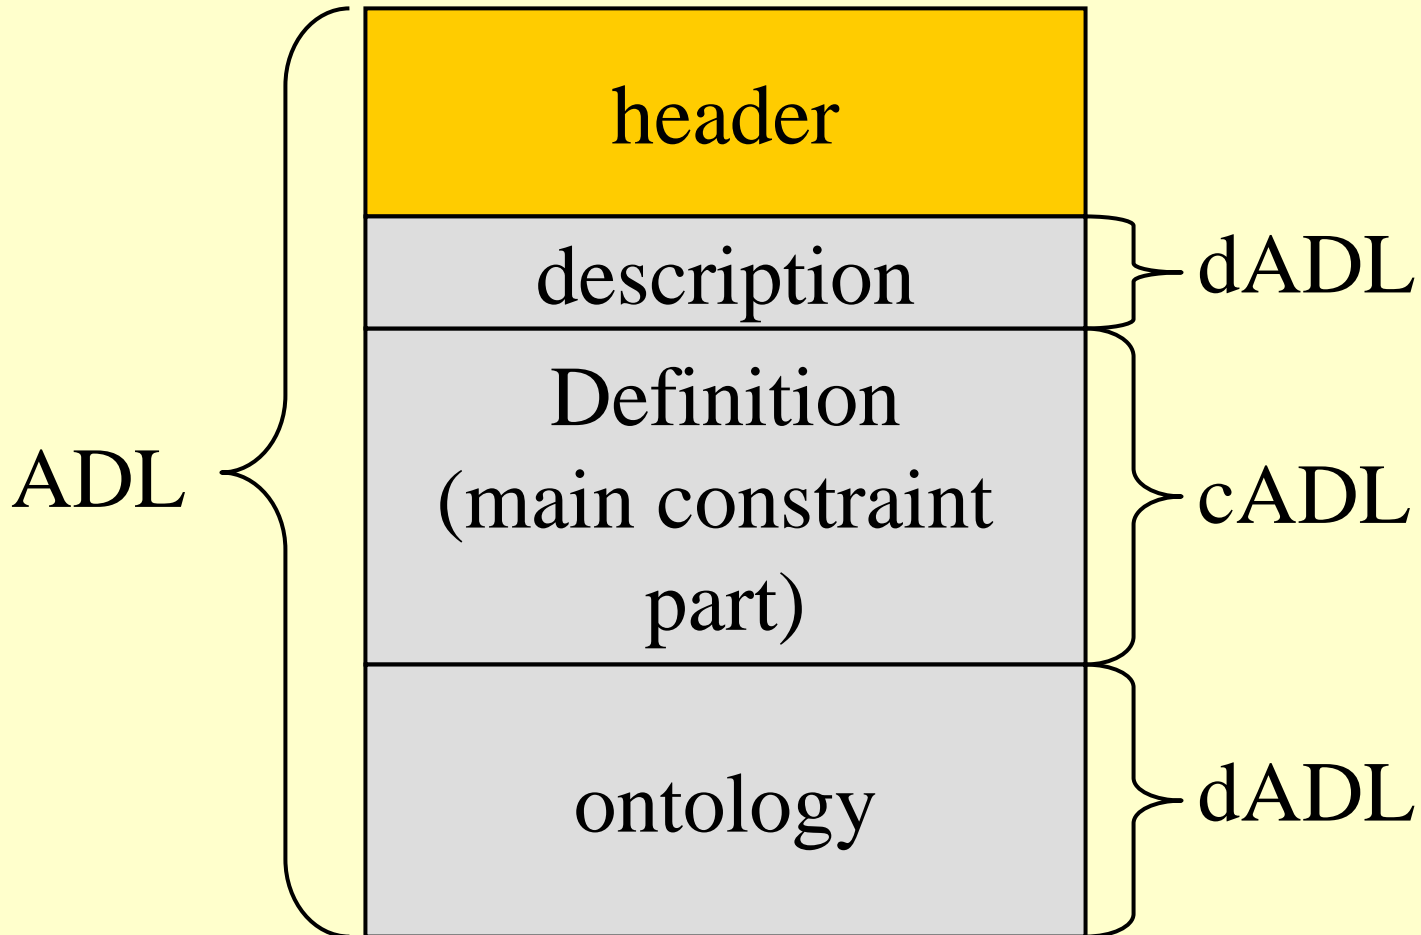 header
description
dADL
Definition
(main constraint
part)
ADL
cADL
ontology
dADL